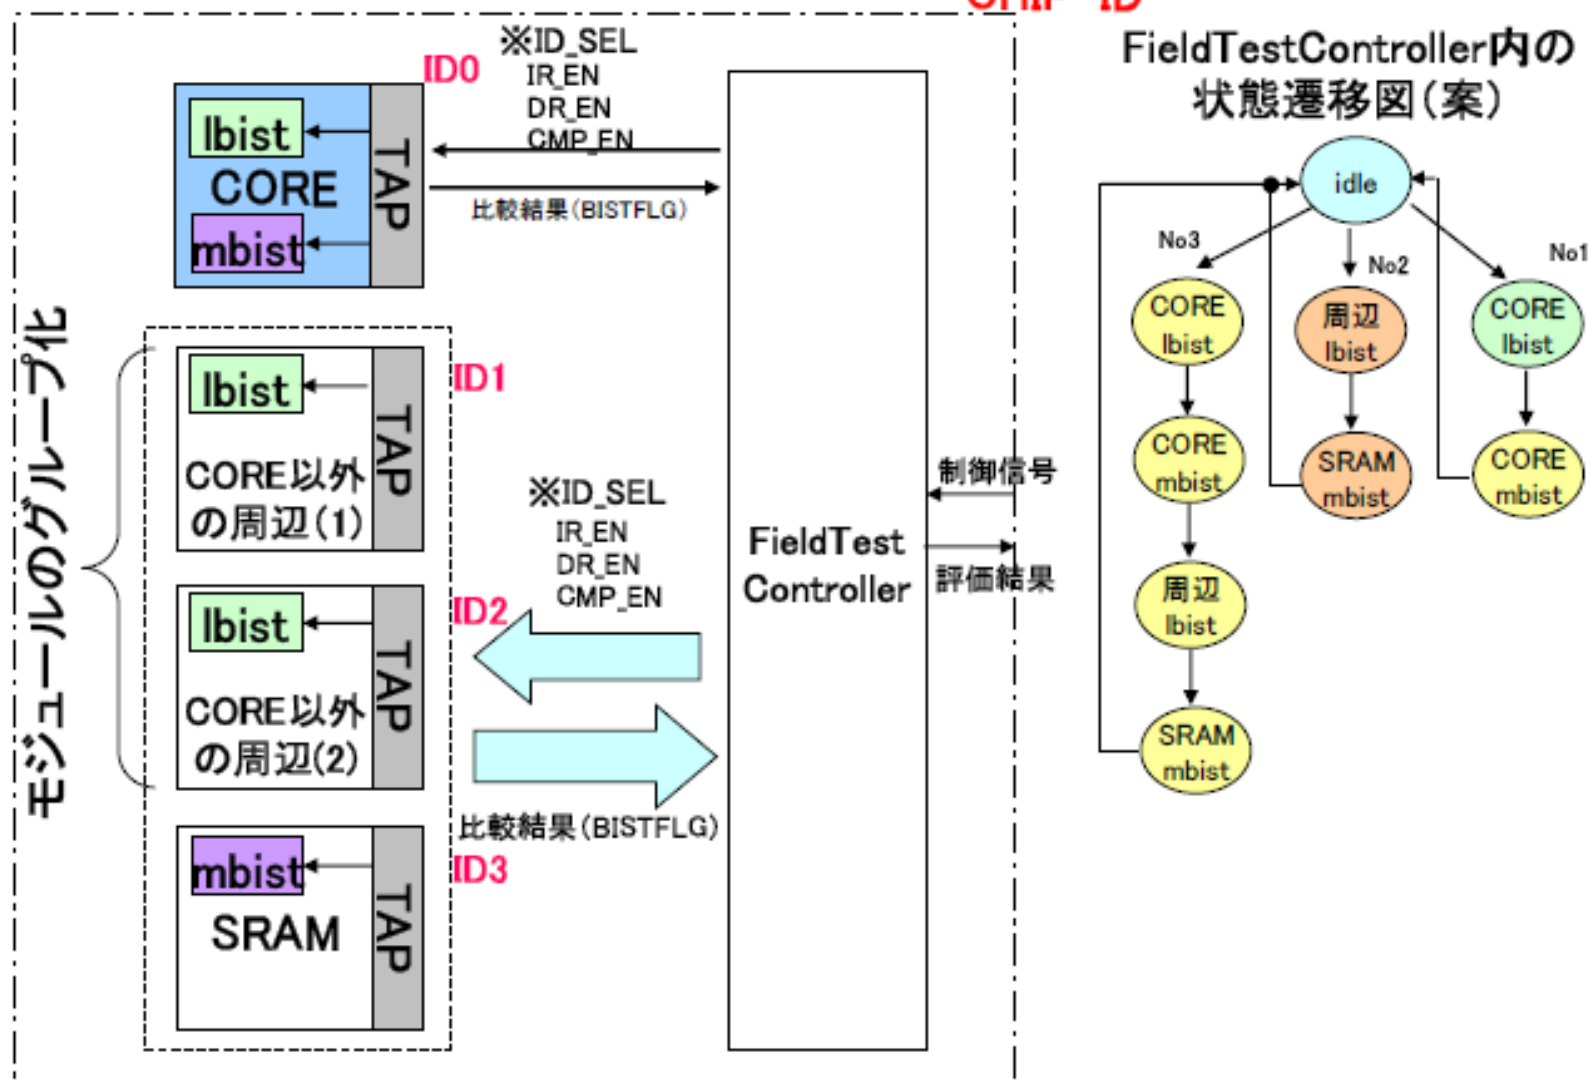 CHIP ID
FieldTestController内の
状態遷移図(案)
※ID_SEL
IR_EN
DR_EN
CMP_EN
ID0
lbist
CORE
mbist
TAP
比較結果(BISTFLG)
モジュールのグループ化
ID1
lbist
CORE以外
の周辺(1)
TAP
※ID_SEL
IR_EN
DR_EN
CMP_EN
ID2
lbist
CORE以外
の周辺(2)
TAP
比較結果(BISTFLG)
ID3
mbist
SRAM
TAP
FieldTest
Controller
制御信号
評価結果
idle
No3
No2
No1
CORE
lbist
周辺
lbist
CORE
lbist
CORE
mbist
SRAM
mbist
CORE
mbist
周辺
lbist
SRAM
mbist